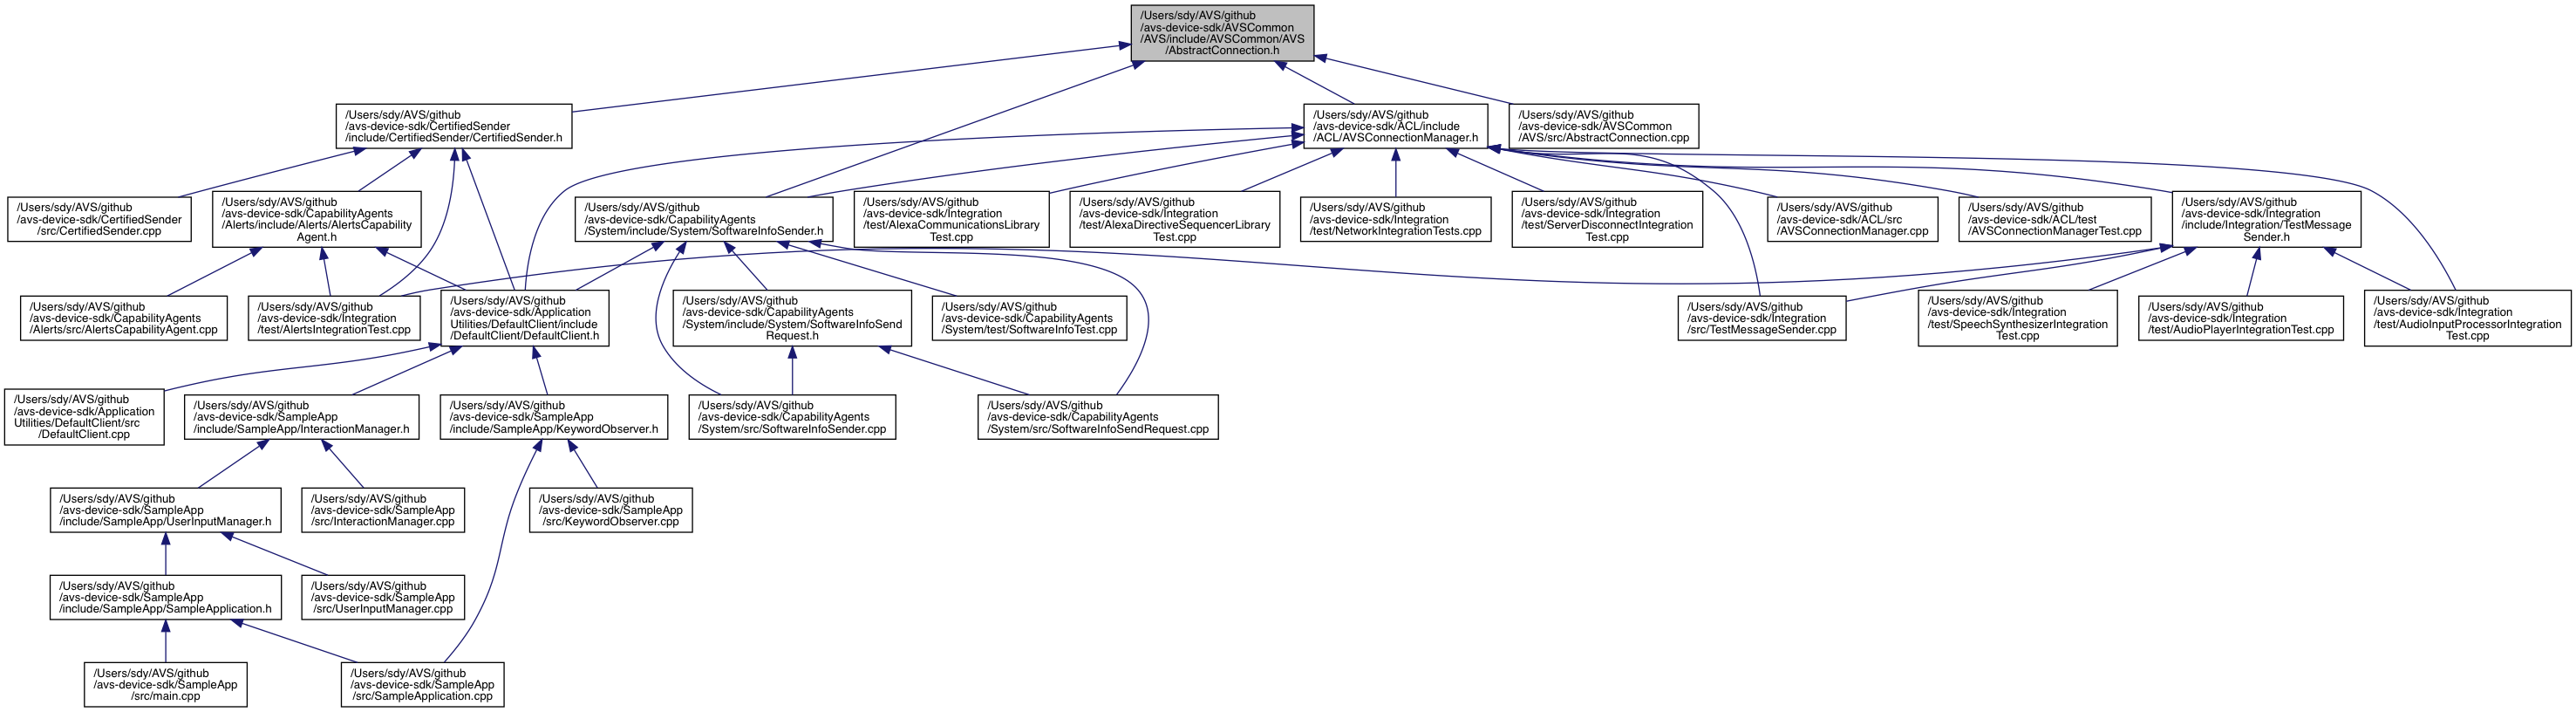 /Users/sdy/AVS/github
/avs-device-sdk/AVSCommon
/AVS/include/AVSCommon/AVS
/AbstractConnection.h
/Users/sdy/AVS/github
/avs-device-sdk/CertifiedSender
/include/CertifiedSender/CertifiedSender.h
/Users/sdy/AVS/github
/avs-device-sdk/ACL/include
/ACL/AVSConnectionManager.h
/Users/sdy/AVS/github
/avs-device-sdk/AVSCommon
/AVS/src/AbstractConnection.cpp
/Users/sdy/AVS/github
/avs-device-sdk/CertifiedSender
/src/CertifiedSender.cpp
/Users/sdy/AVS/github
/avs-device-sdk/CapabilityAgents
/Alerts/include/Alerts/AlertsCapability
Agent.h
/Users/sdy/AVS/github
/avs-device-sdk/CapabilityAgents
/System/include/System/SoftwareInfoSender.h
/Users/sdy/AVS/github
/avs-device-sdk/Integration
/test/AlexaCommunicationsLibrary
Test.cpp
/Users/sdy/AVS/github
/avs-device-sdk/Integration
/test/AlexaDirectiveSequencerLibrary
Test.cpp
/Users/sdy/AVS/github
/avs-device-sdk/Integration
/test/NetworkIntegrationTests.cpp
/Users/sdy/AVS/github
/avs-device-sdk/Integration
/test/ServerDisconnectIntegration
Test.cpp
/Users/sdy/AVS/github
/avs-device-sdk/ACL/src
/AVSConnectionManager.cpp
/Users/sdy/AVS/github
/avs-device-sdk/ACL/test
/AVSConnectionManagerTest.cpp
/Users/sdy/AVS/github
/avs-device-sdk/Integration
/include/Integration/TestMessage
Sender.h
/Users/sdy/AVS/github
/avs-device-sdk/CapabilityAgents
/Alerts/src/AlertsCapabilityAgent.cpp
/Users/sdy/AVS/github
/avs-device-sdk/Integration
/test/AlertsIntegrationTest.cpp
/Users/sdy/AVS/github
/avs-device-sdk/Application
Utilities/DefaultClient/include
/DefaultClient/DefaultClient.h
/Users/sdy/AVS/github
/avs-device-sdk/CapabilityAgents
/System/include/System/SoftwareInfoSend
Request.h
/Users/sdy/AVS/github
/avs-device-sdk/CapabilityAgents
/System/test/SoftwareInfoTest.cpp
/Users/sdy/AVS/github
/avs-device-sdk/Integration
/src/TestMessageSender.cpp
/Users/sdy/AVS/github
/avs-device-sdk/Integration
/test/SpeechSynthesizerIntegration
Test.cpp
/Users/sdy/AVS/github
/avs-device-sdk/Integration
/test/AudioPlayerIntegrationTest.cpp
/Users/sdy/AVS/github
/avs-device-sdk/Integration
/test/AudioInputProcessorIntegration
Test.cpp
/Users/sdy/AVS/github
/avs-device-sdk/Application
Utilities/DefaultClient/src
/DefaultClient.cpp
/Users/sdy/AVS/github
/avs-device-sdk/SampleApp
/include/SampleApp/InteractionManager.h
/Users/sdy/AVS/github
/avs-device-sdk/SampleApp
/include/SampleApp/KeywordObserver.h
/Users/sdy/AVS/github
/avs-device-sdk/CapabilityAgents
/System/src/SoftwareInfoSender.cpp
/Users/sdy/AVS/github
/avs-device-sdk/CapabilityAgents
/System/src/SoftwareInfoSendRequest.cpp
/Users/sdy/AVS/github
/avs-device-sdk/SampleApp
/include/SampleApp/UserInputManager.h
/Users/sdy/AVS/github
/avs-device-sdk/SampleApp
/src/InteractionManager.cpp
/Users/sdy/AVS/github
/avs-device-sdk/SampleApp
/src/KeywordObserver.cpp
/Users/sdy/AVS/github
/avs-device-sdk/SampleApp
/include/SampleApp/SampleApplication.h
/Users/sdy/AVS/github
/avs-device-sdk/SampleApp
/src/UserInputManager.cpp
/Users/sdy/AVS/github
/avs-device-sdk/SampleApp
/src/main.cpp
/Users/sdy/AVS/github
/avs-device-sdk/SampleApp
/src/SampleApplication.cpp